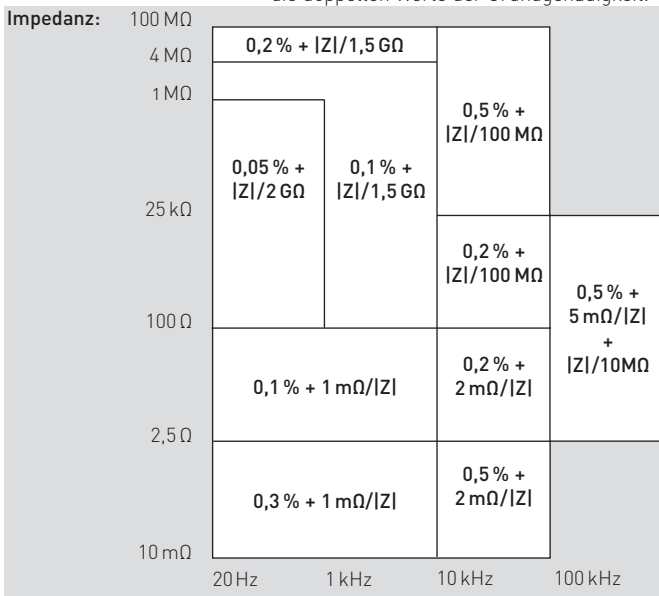 die doppelten Werte der Grundgenauigkeit.
Impedanz:
100 MΩ
4 MΩ
1 MΩ
25 kΩ
100 Ω
2,5 Ω
10 mΩ
0,2 % + |Z|/1,5 GΩ
0,05 % +
|Z|/2 GΩ
0,1 % +
|Z|/1,5 GΩ
0,5 % +
|Z|/100 MΩ
0,2 % +
|Z|/100 MΩ
0,5 % +
5 mΩ/|Z|
+
|Z|/10MΩ
0,1 % + 1 mΩ/|Z|
0,2 % +
2 mΩ/|Z|
0,3 % + 1 mΩ/|Z|
0,5 % +
2 mΩ/|Z|
20 Hz
1 kHz
10 kHz
100 kHz